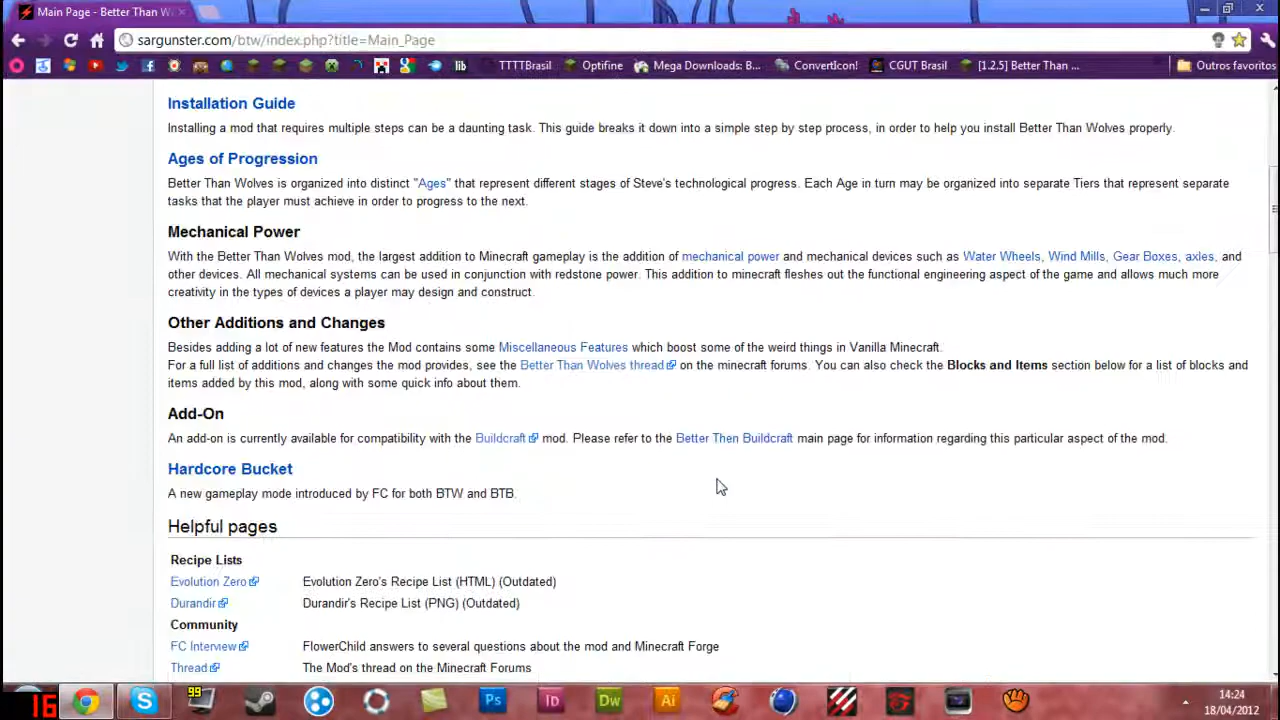 Main Page - Better Than W
sargunster.com/btw/index.php?title=Main_Page
lib
TTTTBrasil
Optifine
Mega Downloads: B...
ConvertIcon!
CGUT Brasil
[1.2.5] Better Than ...
Outros favoritos
Installation Guide
Installing a mod that requires multiple steps can be a daunting task. This guide breaks it down into a simple step by step process, in order to help you install Better Than Wolves properly.
Ages of Progression
Better Than Wolves is organized into distinct "Ages" that represent different stages of Steve's technological progress. Each Age in turn may be organized into separate Tiers that represent separate
tasks that the player must achieve in order to progress to the next.
Mechanical Power
With the Better Than Wolves mod, the largest addition to Minecraft gameplay is the addition of mechanical power and mechanical devices such as Water Wheels, Wind Mills, Gear Boxes, axles, and
other devices. All mechanical systems can be used in conjunction with redstone power. This addition to minecraft fleshes out the functional engineering aspect of the game and allows much more
creativity in the types of devices a player may design and construct.
Other Additions and Changes
Besides adding a lot of new features the Mod contains some Miscellaneous Features which boost some of the weird things in Vanilla Minecraft.
For a full list of additions and changes the mod provides, see the Better Than Wolves thread on the minecraft forums. You can also check the Blocks and Items section below for a list of blocks and
items added by this mod, along with some quick info about them.
Add-On
An add-on is currently available for compatibility with the Buildcraft mod. Please refer to the Better Then Buildcraft main page for information regarding this particular aspect of the mod.
Hardcore Bucket
A new gameplay mode introduced by FC for both BTW and BTB.
Helpful pages
Recipe Lists
Evolution Zero Evolution Zero's Recipe List (HTML) (Outdated)
Durandir Durandir's Recipe List (PNG) (Outdated)
Community
FC Interview FlowerChild answers to several questions about the mod and Minecraft Forge
Thread The Mod's thread on the Minecraft Forums
16
99
Ps
Id
Dw
Ai
14:24
18/04/2012